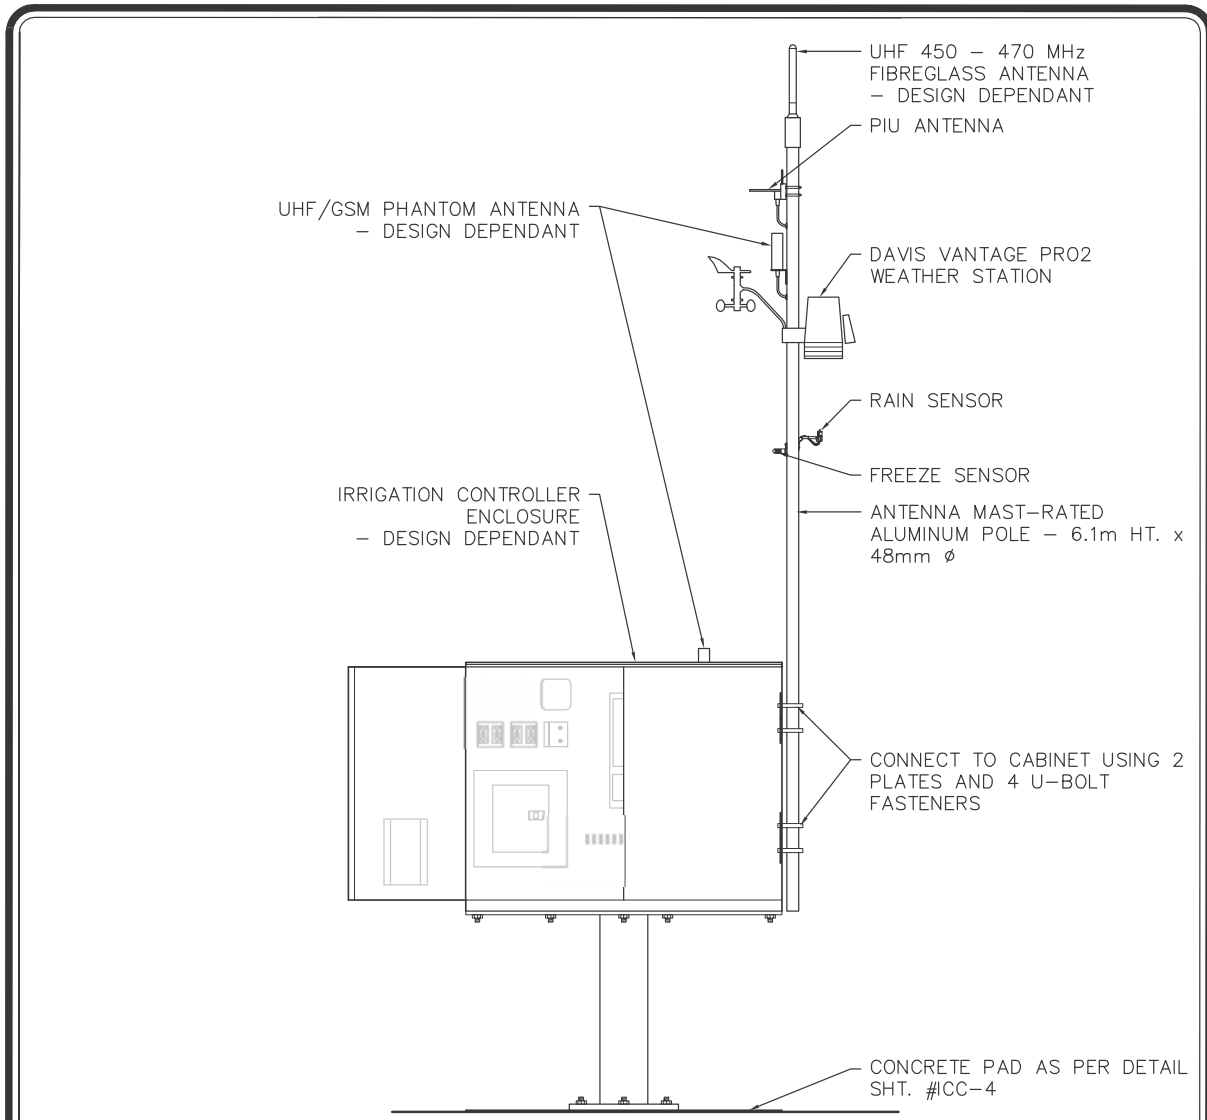 UHF 450 – 470 MHz
FIBREGLASS ANTENNA
– DESIGN DEPENDANT
PIU ANTENNA
UHF/GSM PHANTOM ANTENNA
– DESIGN DEPENDANT
DAVIS VANTAGE PRO2
WEATHER STATION
RAIN SENSOR
FREEZE SENSOR
IRRIGATION CONTROLLER
ENCLOSURE
– DESIGN DEPENDANT
ANTENNA MAST–RATED
ALUMINUM POLE – 6.1m HT. x
48mm ø
CONNECT TO CABINET USING 2
PLATES AND 4 U–BOLT
FASTENERS
CONCRETE PAD AS PER DETAIL
SHT. #ICC–4